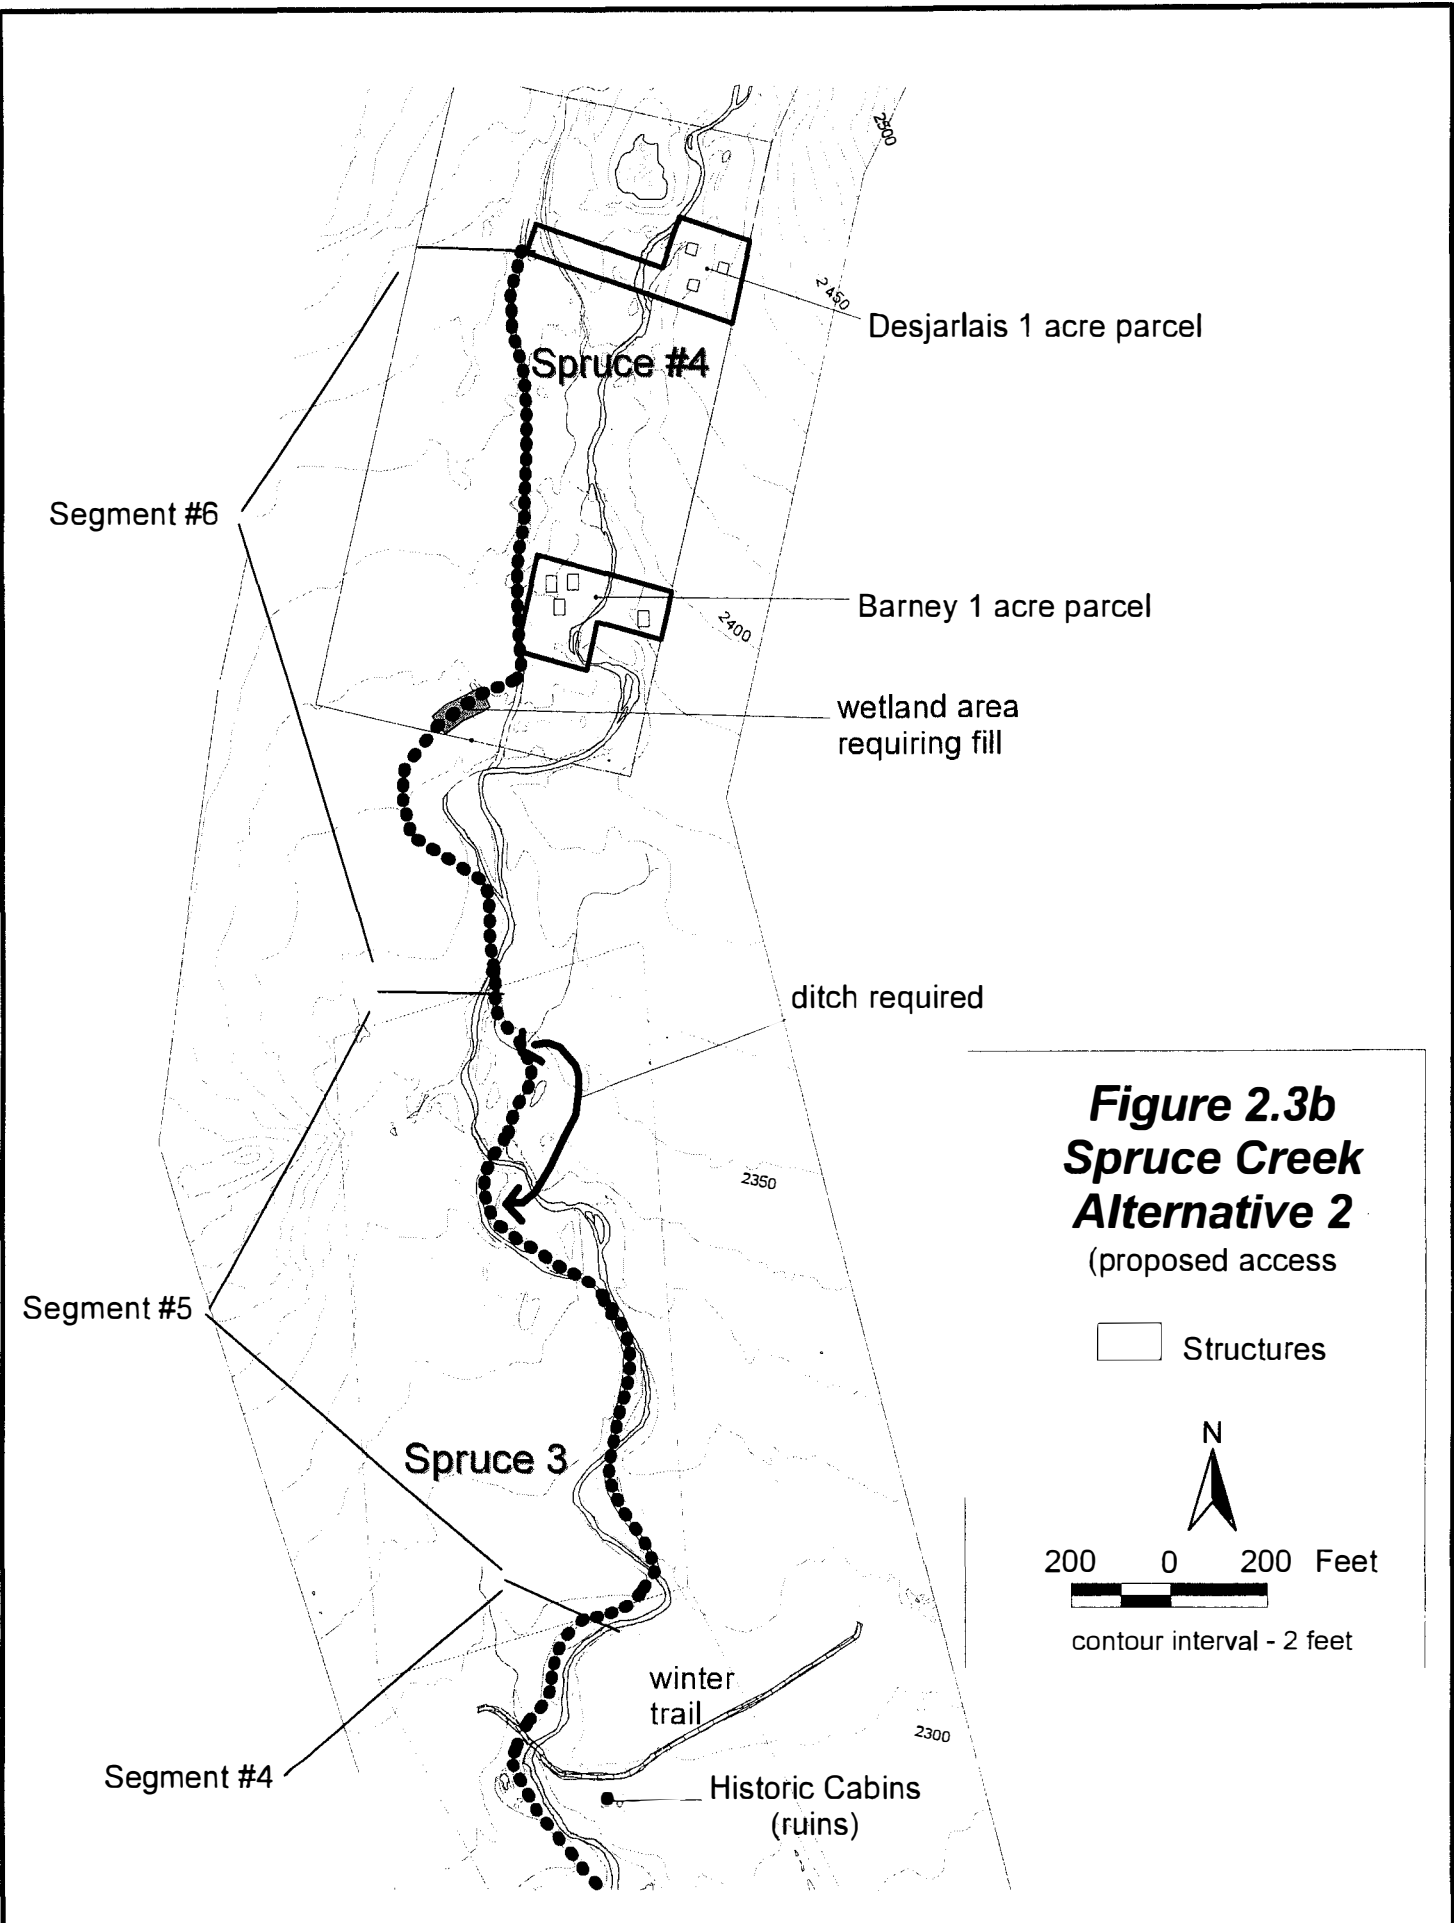 2500
2450
Desjarlais 1 acre parcel
Spruce #4
Segment #6
Barney 1 acre parcel
2400
wetland area
requiring fill
ditch required
Figure 2.3b
Spruce Creek
Alternative 2
(proposed access
2350
Segment #5
Structures
N
Spruce 3
200 0 200 Feet
contour interval - 2 feet
winter
trail
2300
Segment #4
Historic Cabins
(ruins)